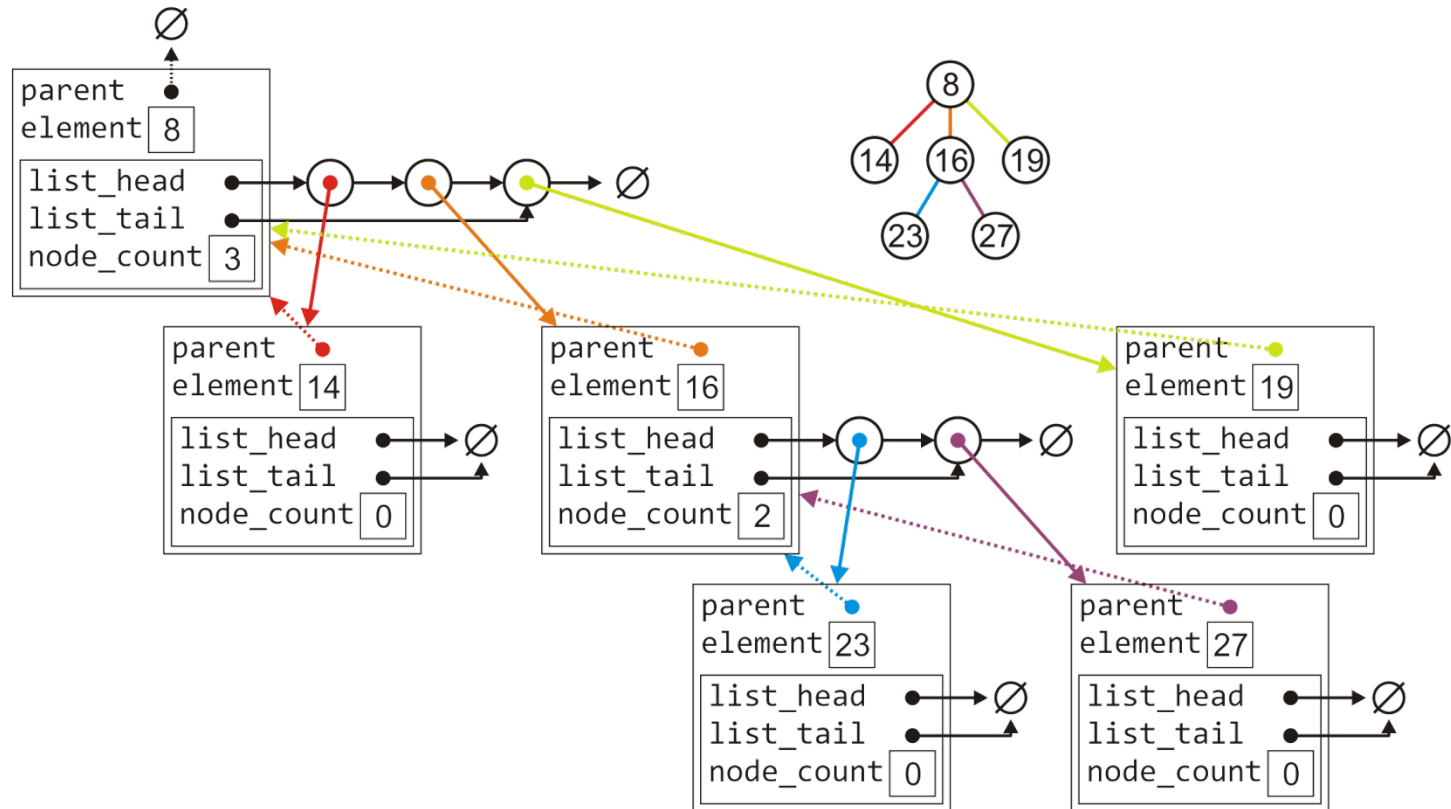 ∅
parent
element 8
list_head
∅
list_tail
node_count 3
8
14 16 19
23 27
parent
element 14
list_head
∅
list_tail
node_count 0
parent
element 16
list_head
∅
list_tail
node_count 2
parent
element 19
list_head
∅
list_tail
node_count 0
parent
element 23
list_head
∅
list_tail
node_count 0
parent
element 27
list_head
∅
list_tail
node_count 0